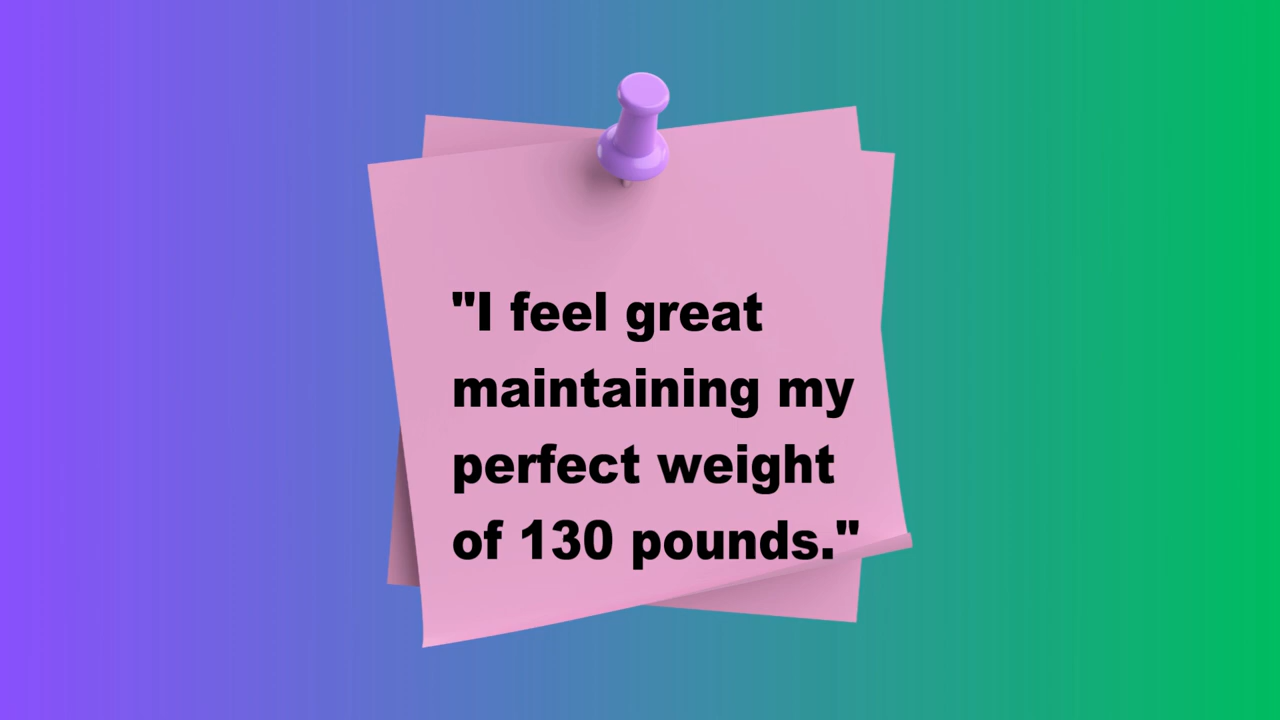 "I feel great
maintaining my
perfect weight
of 130 pounds."